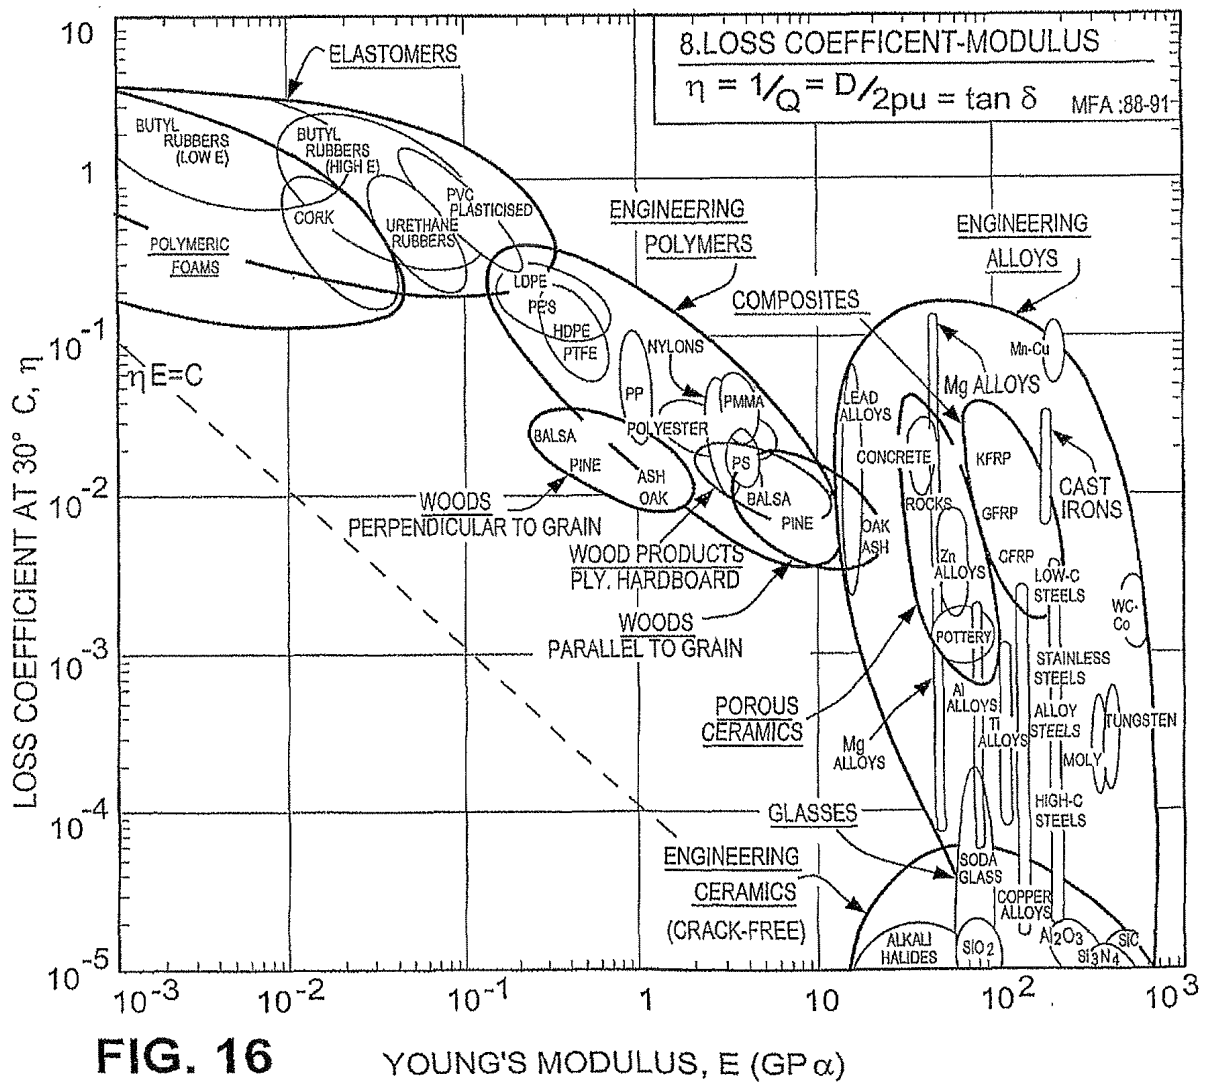 8.LOSS COEFFICENT-MODULUS
η = 1/Q = D/2pu = tan δ
MFA :88-91
10
1
10-1
10-2
10-3
10-4
10-5
LOSS COEFFICIENT AT 30° C, η
ELASTOMERS
BUTYL
RUBBERS
(LOW E)
BUTYL
RUBBERS
(HIGH E)
CORK
PVC
PLASTICISED
URETHANE
RUBBERS
POLYMERIC
FOAMS
ENGINEERING
POLYMERS
ENGINEERING
ALLOYS
COMPOSITES
LDPE
PE'S
HDPE
PTFE
NYLONS
PP
PMMA
POLYESTER
PS
Mn-Cu
Mg ALLOYS
LEAD
ALLOYS
CONCRETE
KFRP
CAST
IRONS
ROCKS
GFRP
CFRP
ηE=C
BALSA
PINE
ASH
OAK
BALSA
PINE
OAK
ASH
WOODS
PERPENDICULAR TO GRAIN
WOOD PRODUCTS
PLY. HARDBOARD
WOODS
PARALLEL TO GRAIN
Zn
ALLOYS
LOW-C
STEELS
WC-
Co
POTTERY
STAINLESS
STEELS
POROUS
CERAMICS
Al
ALLOYS
Ti
ALLOYS
ALLOY
STEELS
TUNGSTEN
Mg
ALLOYS
MOLY
HIGH-C
STEELS
GLASSES
ENGINEERING
CERAMICS
(CRACK-FREE)
SODA
GLASS
COPPER
ALLOYS
ALKALI
HALIDES
SiO2
Al2O3
SiC
Si3N4
10-3
10-2
10-1
1
10
102
103
FIG. 16
YOUNG'S MODULUS, E (GPα)